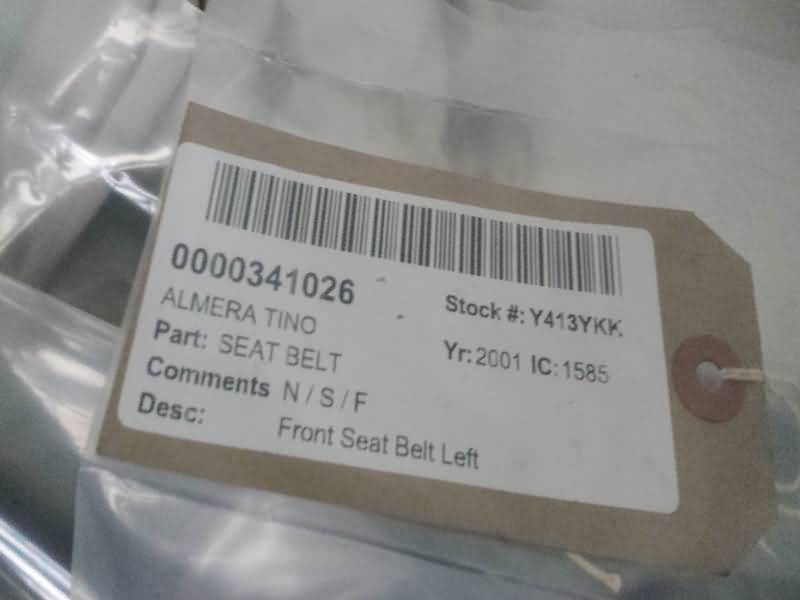 0000341026
Stock #: Y413YKK
ALMERA TINO
Yr: 2001 IC: 1585
Part: SEAT BELT
Comments N / S / F
Desc: Front Seat Belt Left